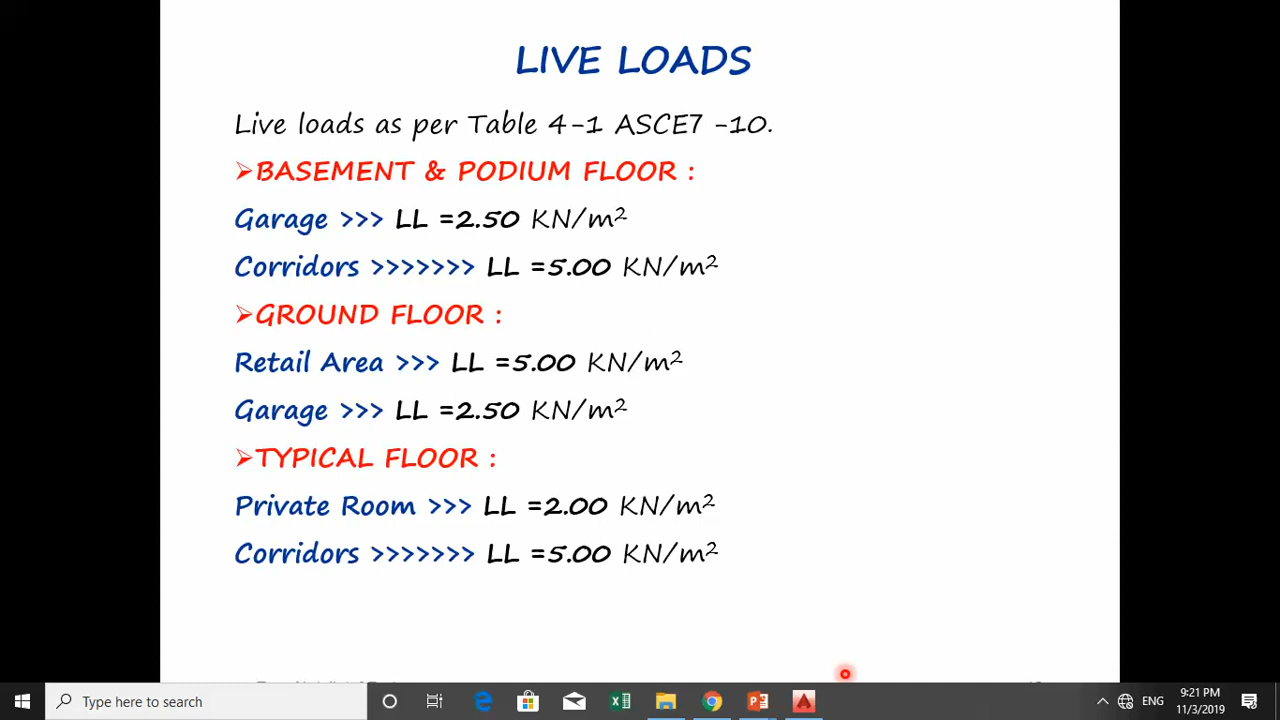 LIVE LOADS
Live loads as per Table 4-1 ASCE7 -10.
➢BASEMENT & PODIUM FLOOR :
Garage >>> LL =2.50 KN/m²
Corridors >>>>>>> LL =5.00 KN/m²
➢GROUND FLOOR :
Retail Area >>> LL =5.00 KN/m²
Garage >>> LL =2.50 KN/m²
➢TYPICAL FLOOR :
Private Room >>> LL =2.00 KN/m²
Corridors >>>>>>> LL =5.00 KN/m²
Type here to search
ENG
9:21 PM
11/3/2019